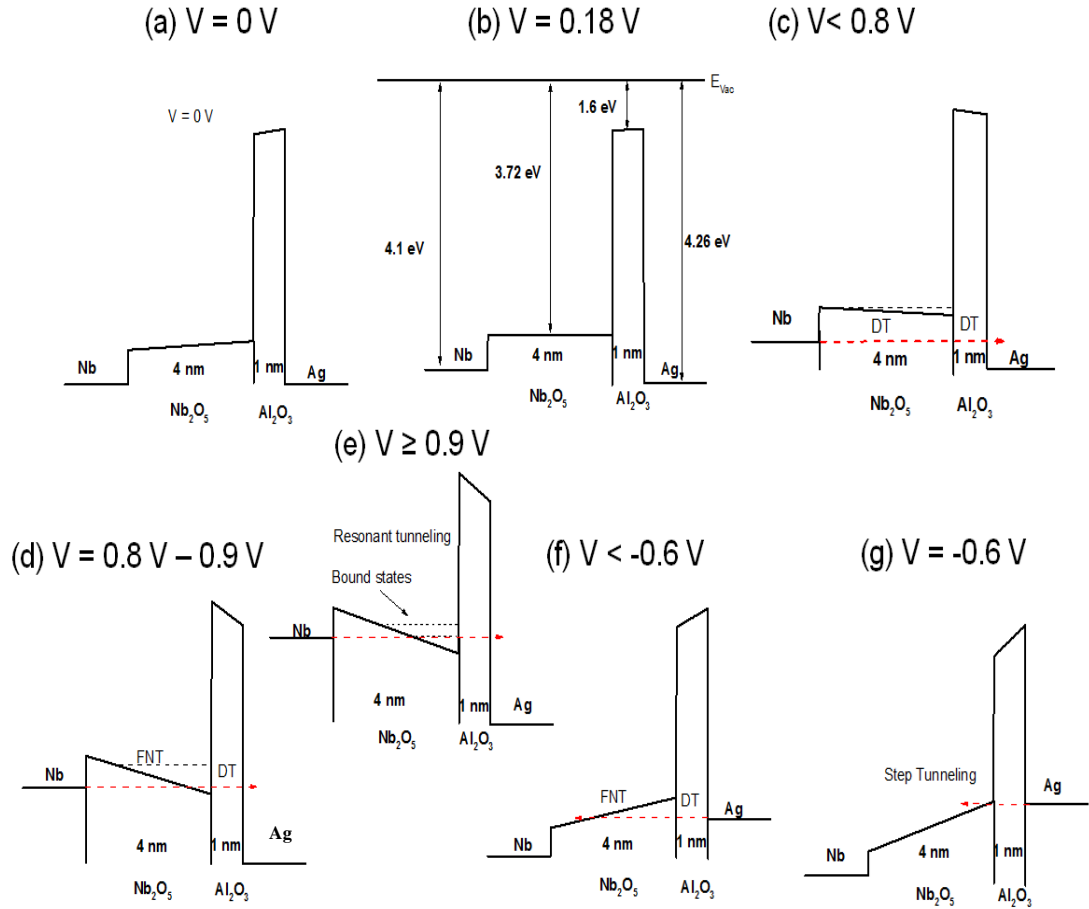 (a) V = 0 V
V = 0 V
Nb
4 nm
1 nm
Ag
Nb₂O₅
Al₂O₃
(b) V = 0.18 V
E_Vac
1.6 eV
3.72 eV
4.1 eV
4.26 eV
Nb
4 nm
1 nm
Ag
Nb₂O₅
Al₂O₃
(c) V< 0.8 V
Nb
DT
DT
4 nm
1 nm
Ag
Nb₂O₅
Al₂O₃
(d) V = 0.8 V – 0.9 V
FNT
DT
Nb
4 nm
1 nm
Ag
Nb₂O₅
Al₂O₃
(e) V ≥ 0.9 V
Resonant tunneling
Bound states
Nb
4 nm
1 nm
Ag
Nb₂O₅
Al₂O₃
(f) V < -0.6 V
FNT
DT
Ag
Nb
4 nm
1 nm
Nb₂O₅
Al₂O₃
(g) V = -0.6 V
Step Tunneling
Ag
Nb
4 nm
1 nm
Nb₂O₅
Al₂O₃